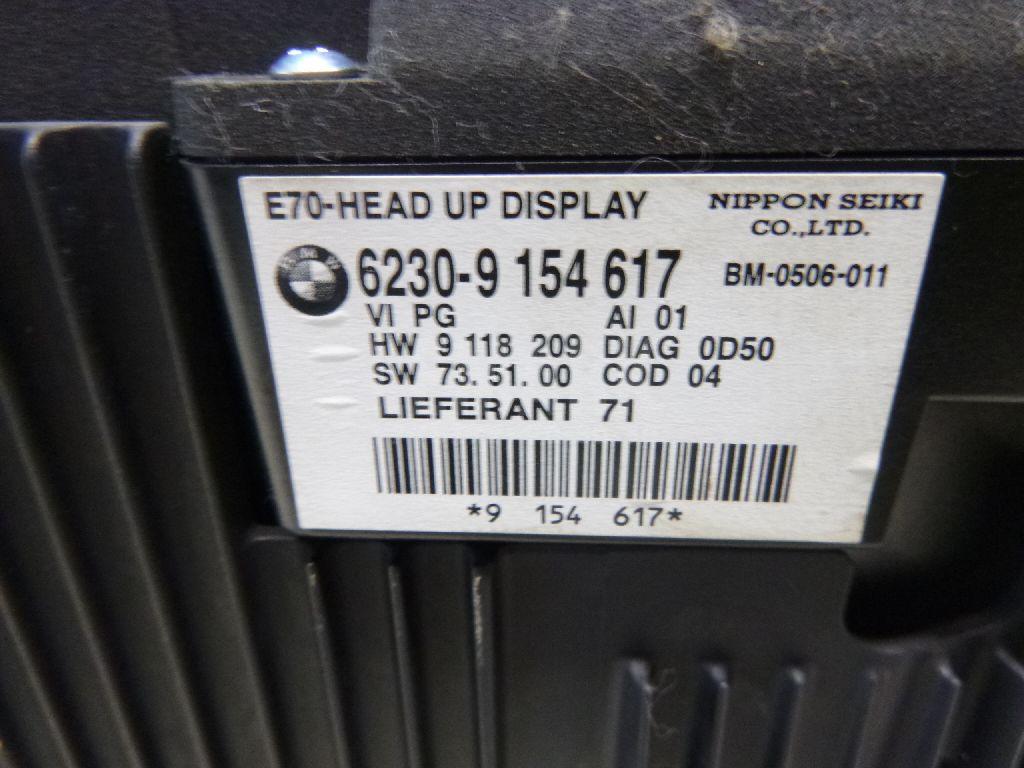 E70-HEAD UP DISPLAY
NIPPON SEIKI
CO.,LTD.
6230-9 154 617
BM-0506-011
VI PG AI 01
HW 9 118 209 DIAG 0D50
SW 73.51.00 COD 04
LIEFERANT 71
*9 154 617*